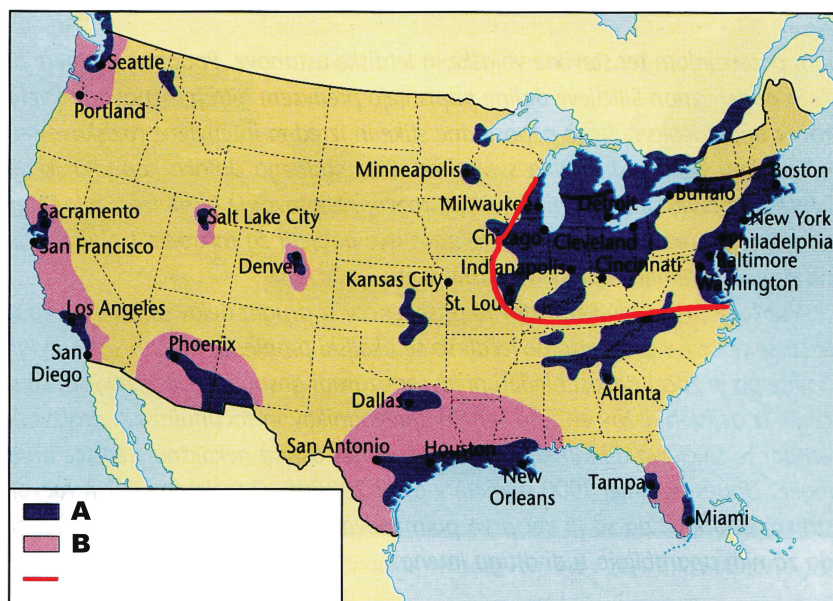 Seattle
Portland
Minneapolis
Boston
Milwaukee
Detroit
Buffalo
Sacramento
Salt Lake City
New York
San Francisco
Chicago
Cleveland
Philadelphia
Denver
Kansas City
Indianapolis
Cincinnati
Baltimore
St. Lou
Washington
Los Angeles
Phoenix
San
Diego
Dallas
Atlanta
San Antonio
Houston
New
Orleans
Tampa
Miami
A
B